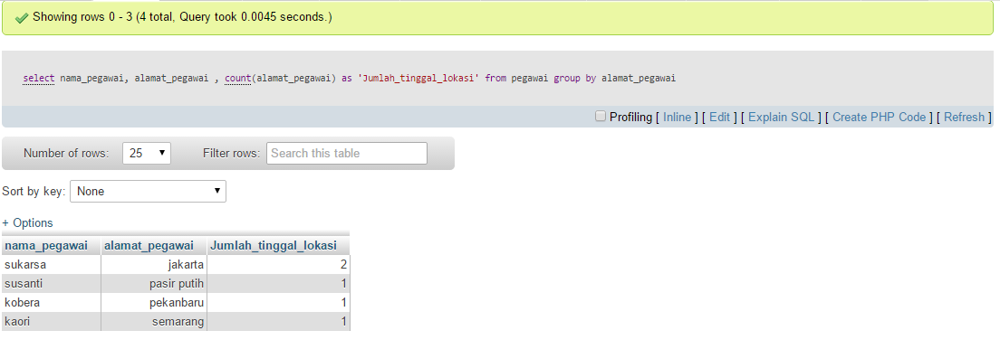 Showing rows 0 - 3 (4 total, Query took 0.0045 seconds.)
select nama_pegawai, alamat_pegawai , count(alamat_pegawai) as 'Jumlah_tinggal_lokasi' from pegawai group by alamat_pegawai
Profiling [ Inline ] [ Edit ] [ Explain SQL ] [ Create PHP Code ] [ Refresh ]
Number of rows: 25 Filter rows: Search this table
Sort by key: None
+ Options
nama_pegawai alamat_pegawai Jumlah_tinggal_lokasi
sukarsa jakarta 2
susanti pasir putih 1
kobera pekanbaru 1
kaori semarang 1